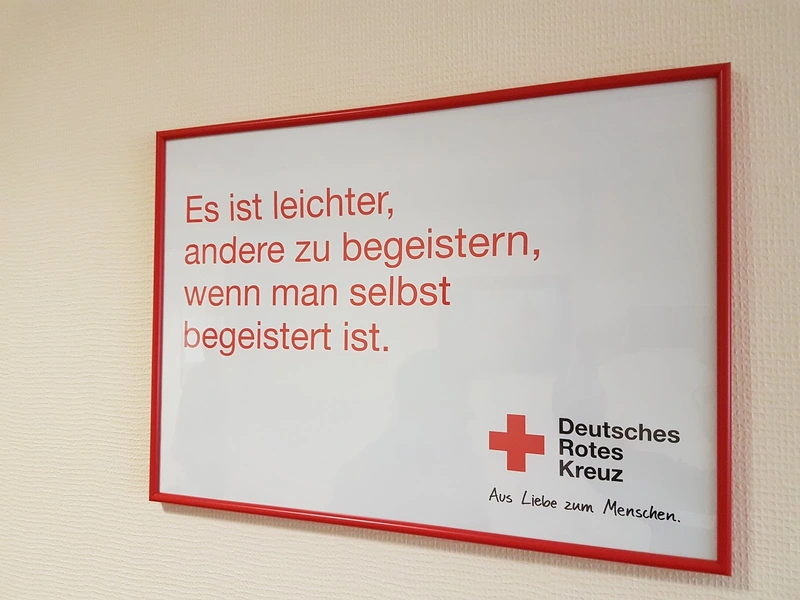 Es ist leichter,
andere zu begeistern,
wenn man selbst
begeistert ist.
Deutsches
Rotes
Kreuz
Aus Liebe zum Menschen.